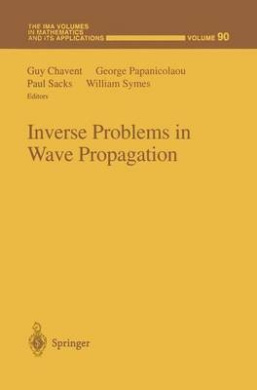 THE IMA VOLUMES
IN MATHEMATICS
AND ITS APPLICATIONS
VOLUME 90
Guy Chavent George Papanicolaou
Paul Sacks William Symes
Editors
Inverse Problems in
Wave Propagation
Springer